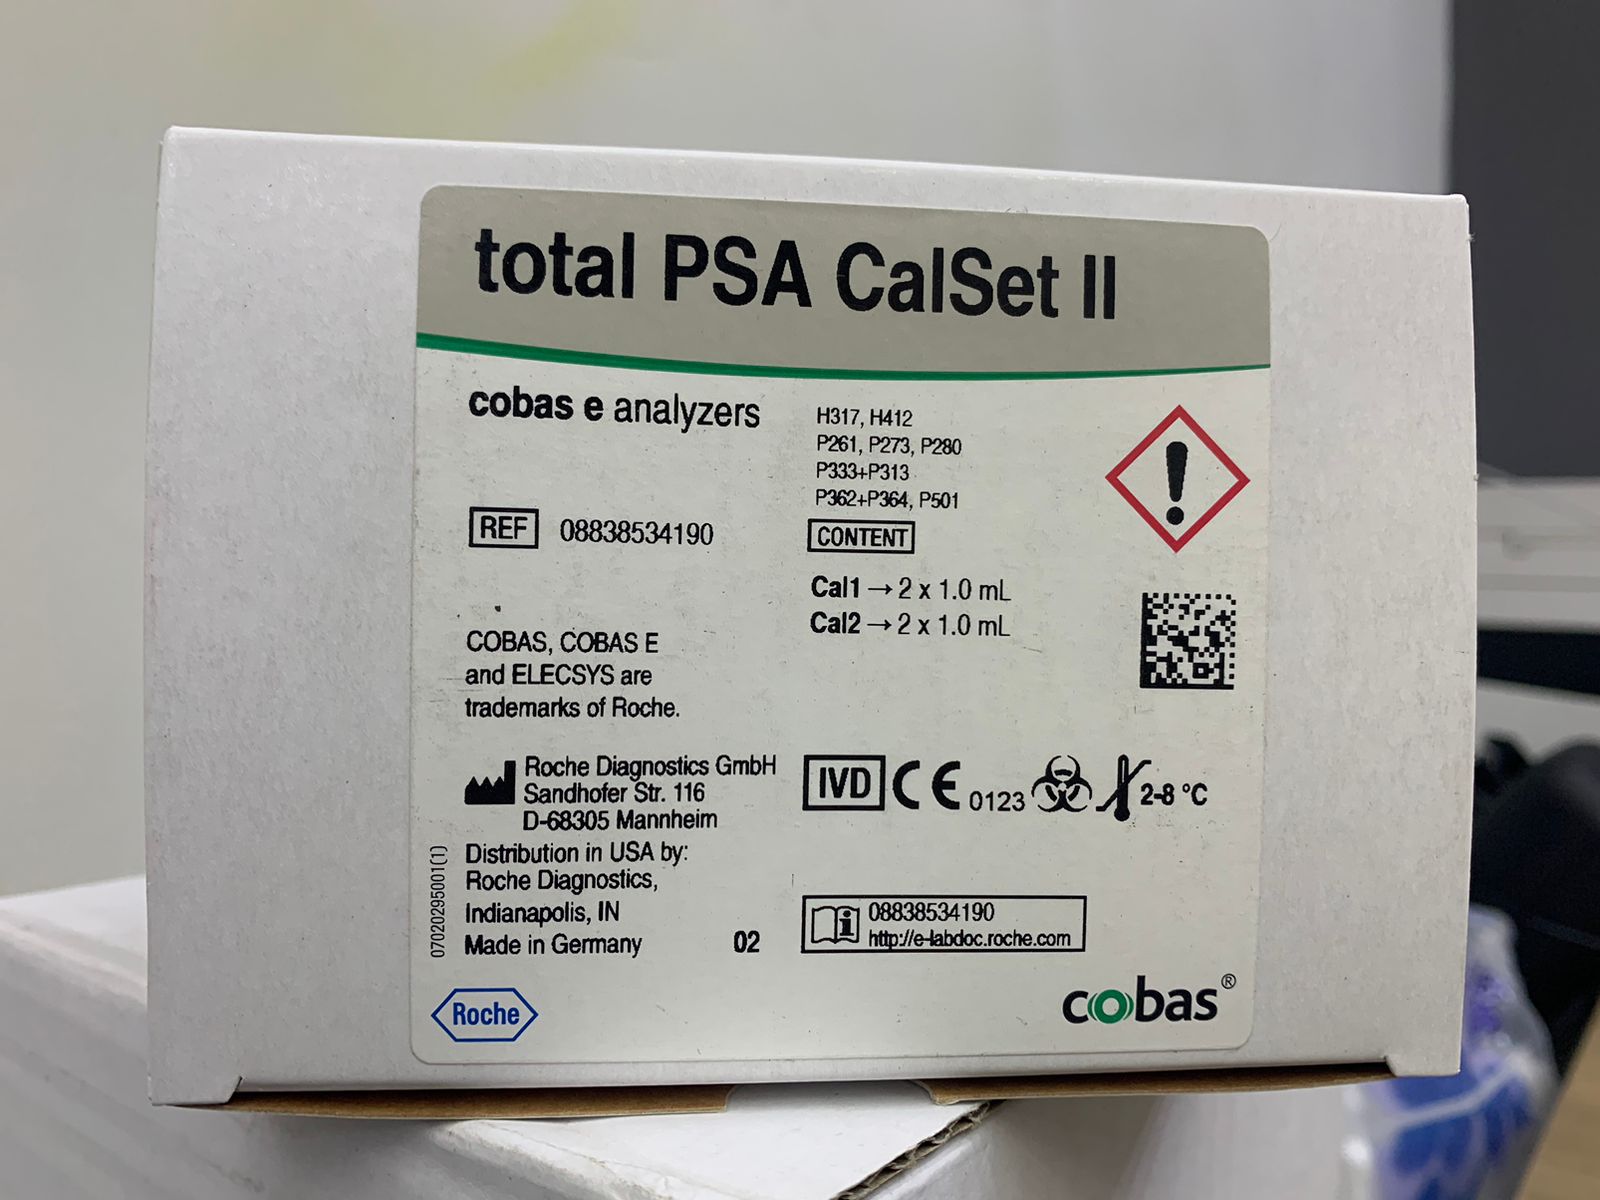 total PSA CalSet II
cobas e analyzers
REF 08838534190
COBAS, COBAS E
and ELECSYS are
trademarks of Roche.
H317, H412
P261, P273, P280
P333+P313
P362+P364, P501
CONTENT
Cal1 → 2 x 1.0 mL
Cal2 → 2 x 1.0 mL
Roche Diagnostics GmbH
Sandhofer Str. 116
D-68305 Mannheim
Distribution in USA by:
Roche Diagnostics,
Indianapolis, IN
Made in Germany 02
07020295001(1)
IVD CE 0123 2-8 °C
08838534190
http://e-labdoc.roche.com
Roche
cobas®